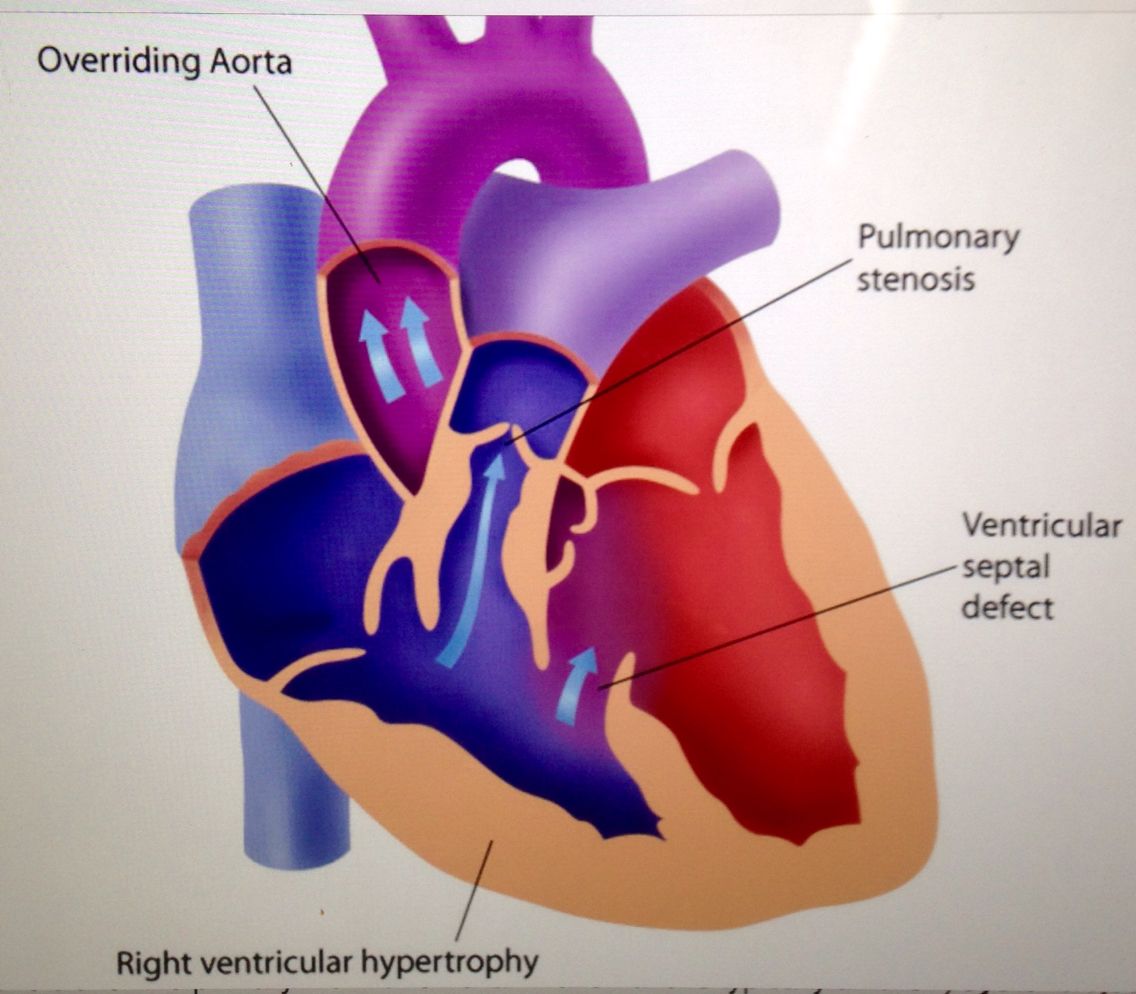 Overriding Aorta
Pulmonary
stenosis
Ventricular
septal
defect
Right ventricular hypertrophy